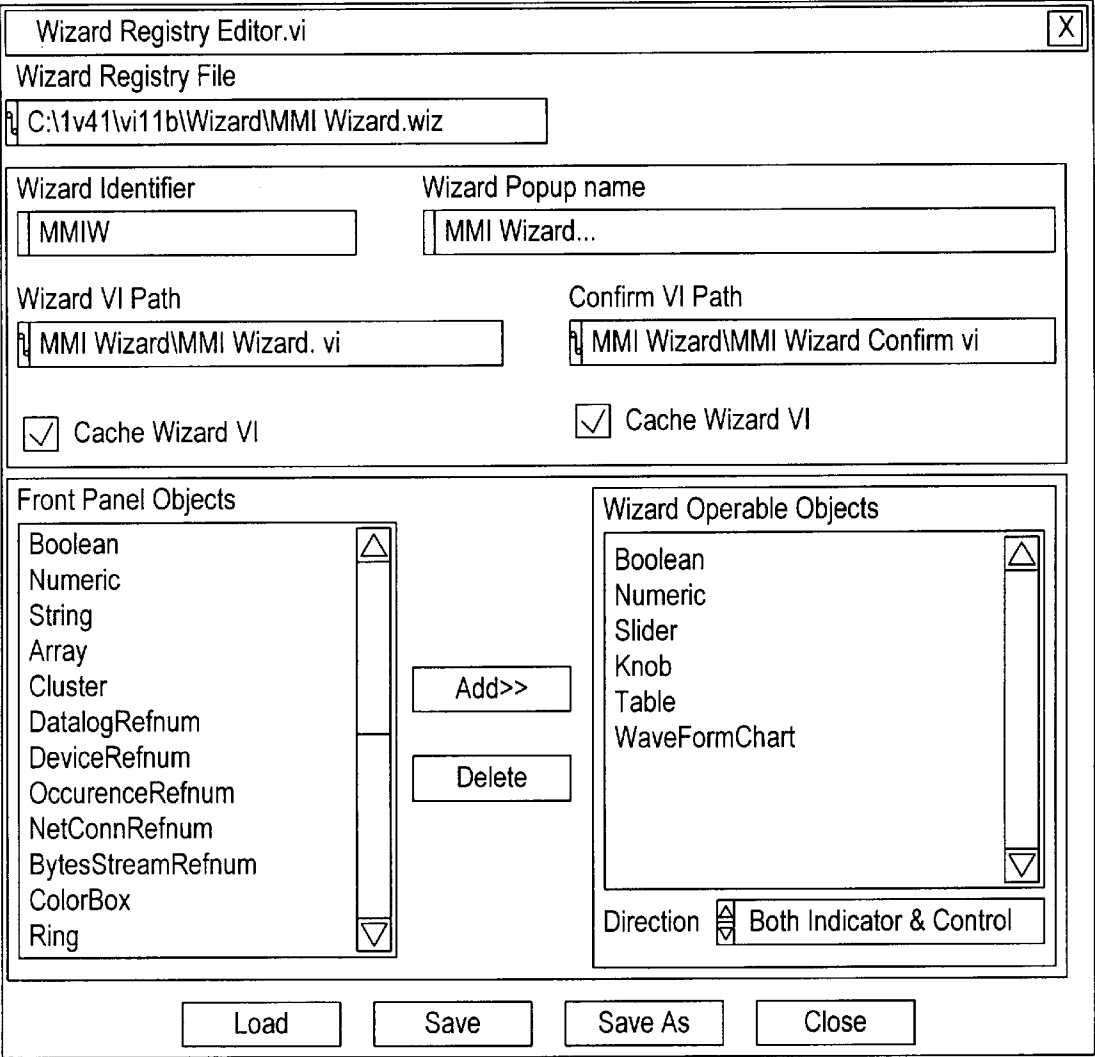 Wizard Registry Editor.vi X
Wizard Registry File
C:\1v41\vi11b\Wizard\MMI Wizard.wiz
Wizard Identifier
MMIW
Wizard Popup name
MMI Wizard...
Wizard VI Path
MMI Wizard\MMI Wizard. vi
Confirm VI Path
MMI Wizard\MMI Wizard Confirm vi
Cache Wizard VI
Cache Wizard VI
Front Panel Objects
Boolean
Numeric
String
Array
Cluster
DatalogRefnum
DeviceRefnum
OccurenceRefnum
NetConnRefnum
BytesStreamRefnum
ColorBox
Ring
Add>>
Delete
Wizard Operable Objects
Boolean
Numeric
Slider
Knob
Table
WaveFormChart
Direction Both Indicator & Control
Load Save Save As Close